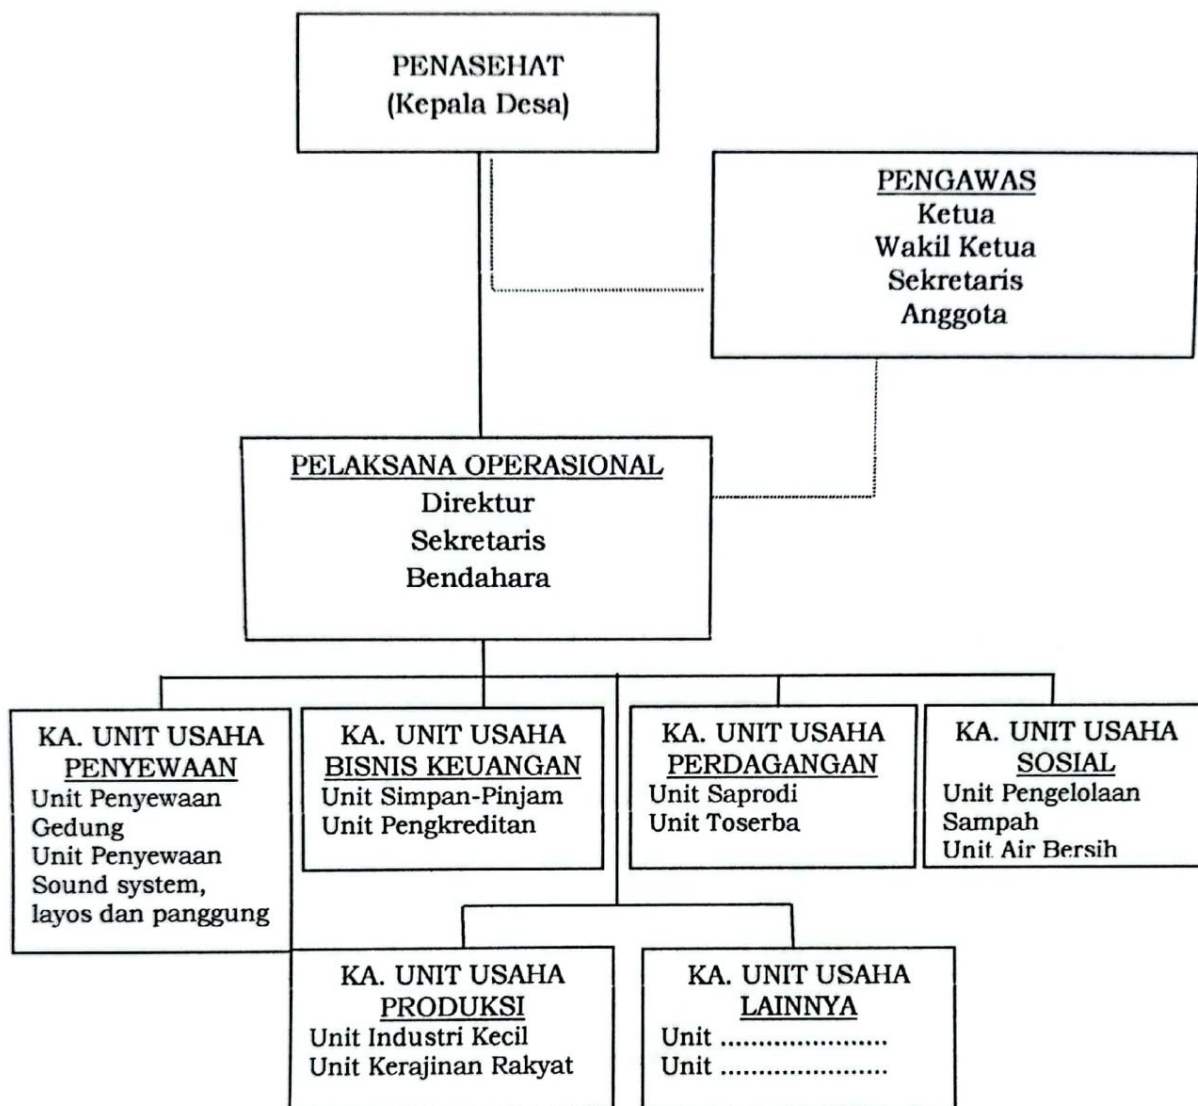 PENASEHAT
(Kepala Desa)
PENGAWAS
Ketua
Wakil Ketua
Sekretaris
Anggota
PELAKSANA OPERASIONAL
Direktur
Sekretaris
Bendahara
KA. UNIT USAHA
PENYEWAAN
Unit Penyewaan
Gedung
Unit Penyewaan
Sound system,
layos dan panggung
KA. UNIT USAHA
BISNIS KEUANGAN
Unit Simpan-Pinjam
Unit Pengkreditan
KA. UNIT USAHA
PERDAGANGAN
Unit Saprodi
Unit Toserba
KA. UNIT USAHA
SOSIAL
Unit Pengelolaan
Sampah
Unit Air Bersih
KA. UNIT USAHA
PRODUKSI
Unit Industri Kecil
Unit Kerajinan Rakyat
KA. UNIT USAHA
LAINNYA
Unit .......................
Unit .......................